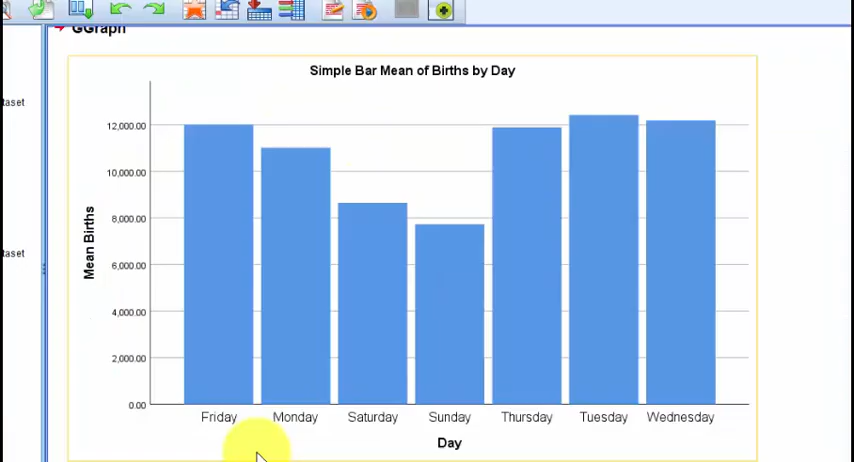 GGraph
Simple Bar Mean of Births by Day
taset
taset
Mean Births
12,000.00
10,000.00
8,000.00
6,000.00
4,000.00
2,000.00
0.00
Friday Monday Saturday Sunday Thursday Tuesday Wednesday
Day